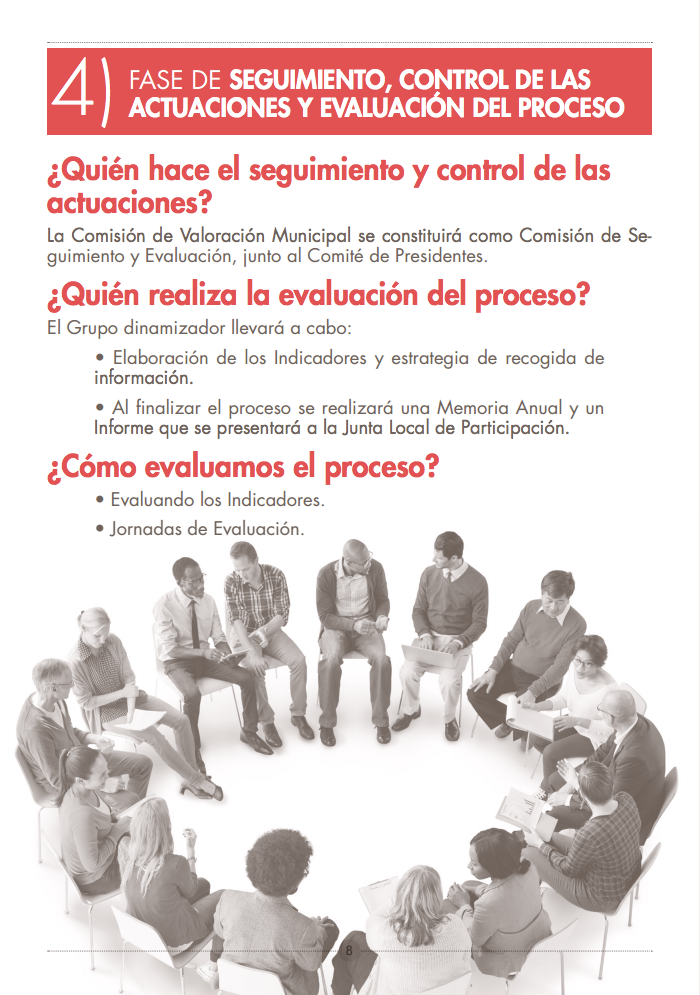 4) FASE DE SEGUIMIENTO, CONTROL DE LAS
ACTUACIONES Y EVALUACIÓN DEL PROCESO
¿Quién hace el seguimiento y control de las
actuaciones?
La Comisión de Valoración Municipal se constituirá como Comisión de Se-
guimiento y Evaluación, junto al Comité de Presidentes.
¿Quién realiza la evaluación del proceso?
El Grupo dinamizador llevará a cabo:
• Elaboración de los Indicadores y estrategia de recogida de
información.
• Al finalizar el proceso se realizará una Memoria Anual y un
Informe que se presentará a la Junta Local de Participación.
¿Cómo evaluamos el proceso?
• Evaluando los Indicadores.
• Jornadas de Evaluación.
8